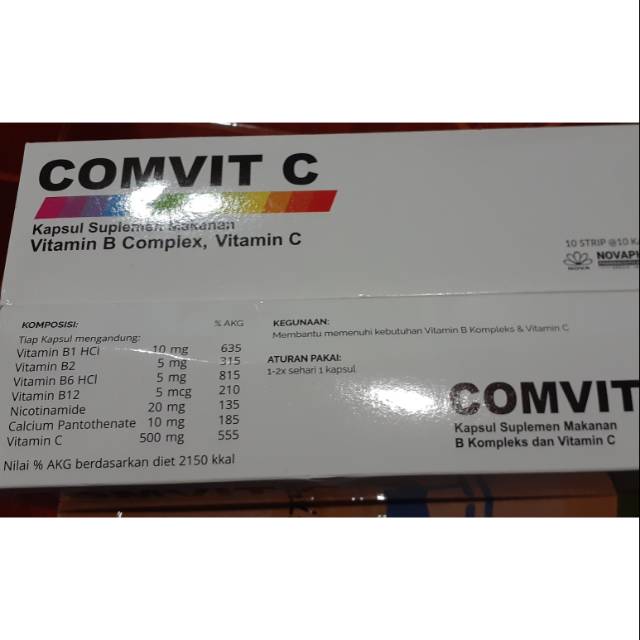 COMVIT C
Kapsul Suplemen Makanan
Vitamin B Complex, Vitamin C
10 STRIP @10
NOVA
KOMPOSISI: % AKG
Tiap Kapsul mengandung:
Vitamin B1 HCl 10 mg 635
Vitamin B2 5 mg 315
Vitamin B6 HCl 5 mg 815
Vitamin B12 5 mcg 210
Nicotinamide 20 mg 135
Calcium Pantothenate 10 mg 185
Vitamin C 500 mg 555
Nilai % AKG berdasarkan diet 2150 kkal
KEGUNAAN:
Membantu memenuhi kebutuhan Vitamin B Kompleks & Vitamin C
ATURAN PAKAI:
1-2x sehari 1 kapsul
COMVIT
Kapsul Suplemen Makanan
B Kompleks dan Vitamin C